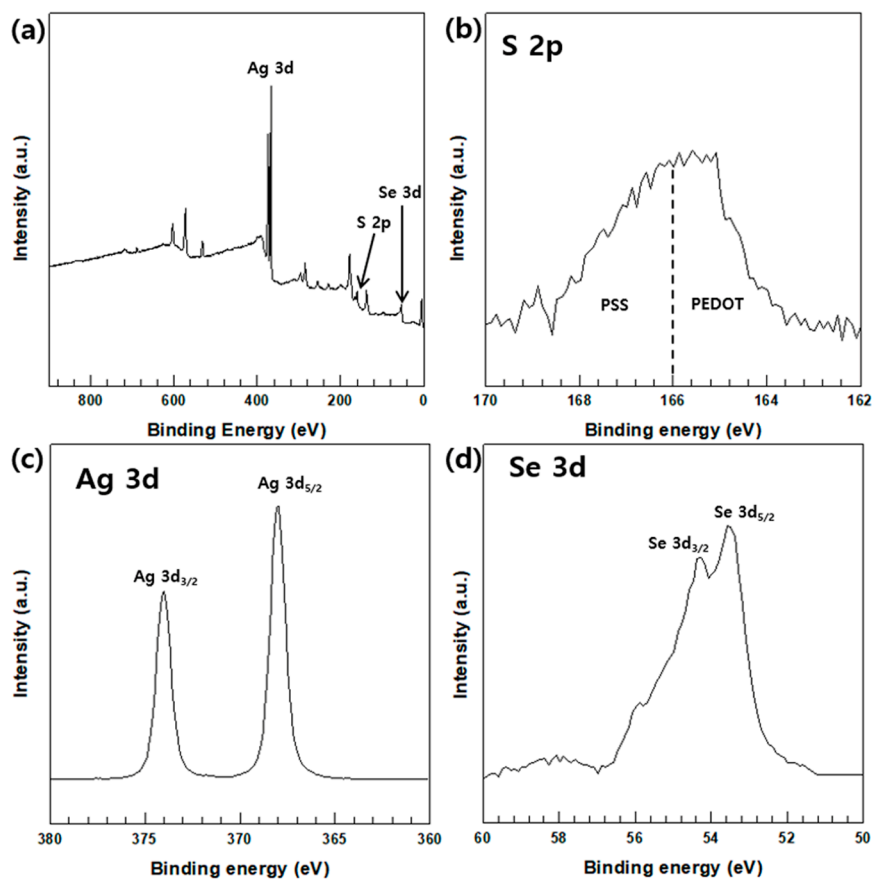 (a)
Ag 3d
Se 3d
S 2p
Intensity (a.u.)
800 600 400 200 0
Binding Energy (eV)
(b)
S 2p
PSS
PEDOT
Intensity (a.u.)
170 168 166 164 162
Binding energy (eV)
(c)
Ag 3d
Ag 3d5/2
Ag 3d3/2
Intensity (a.u.)
380 375 370 365 360
Binding energy (eV)
(d)
Se 3d
Se 3d5/2
Se 3d3/2
Intensity (a.u.)
60 58 56 54 52 50
Binding energy (eV)